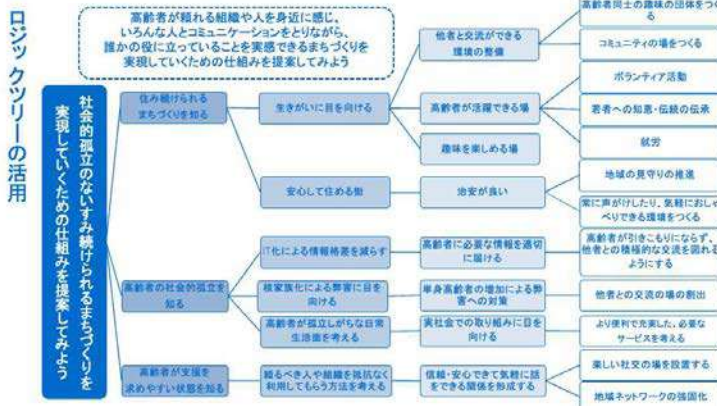 ロジックツリーの活用
高齢者が頼れる組織や人を身近に感じ、
いろんな人とコミュニケーションをとりながら、
誰かの役に立っていることを実感できるまちづくりを
実現していくための仕組みを提案してみよう
社会的孤立のないすみ続けられるまちづくりを
実現していくための仕組みを提案してみよう
住み続けられる
まちづくりを知る
高齢者の社会的孤立を
知る
高齢者が支援を
求めやすい状態を知る
生きがいに目を向ける
安心して住める街
IT化による情報格差を減らす
核家族化による弊害に目を
向ける
高齢者が孤立しがちな日常
生活面を考える
頼るべき人や組織を抵抗なく
利用してもらう方法を考える
他者と交流ができる
環境の整備
高齢者が活躍できる場
趣味を楽しめる場
治安が良い
高齢者に必要な情報を適切
に届ける
単身高齢者の増加による弊
害への対策
実社会での取り組みに目を
向ける
信頼・安心できて気軽に話
をできる関係を形成する
高齢者同士の趣味の団体をつく
る
コミュニティの場をつくる
ボランティア活動
若者への知恵・伝統の伝承
就労
地域の見守りの推進
常に声がけしたり、気軽におしゃ
べりできる環境をつくる
高齢者が引きこもりにならず、
他者との積極的な交流を図れる
ようにする
他者との交流の場の創出
より便利で充実した、必要な
サービスを考える
楽しい社交の場を設置する
地域ネットワークの強固化